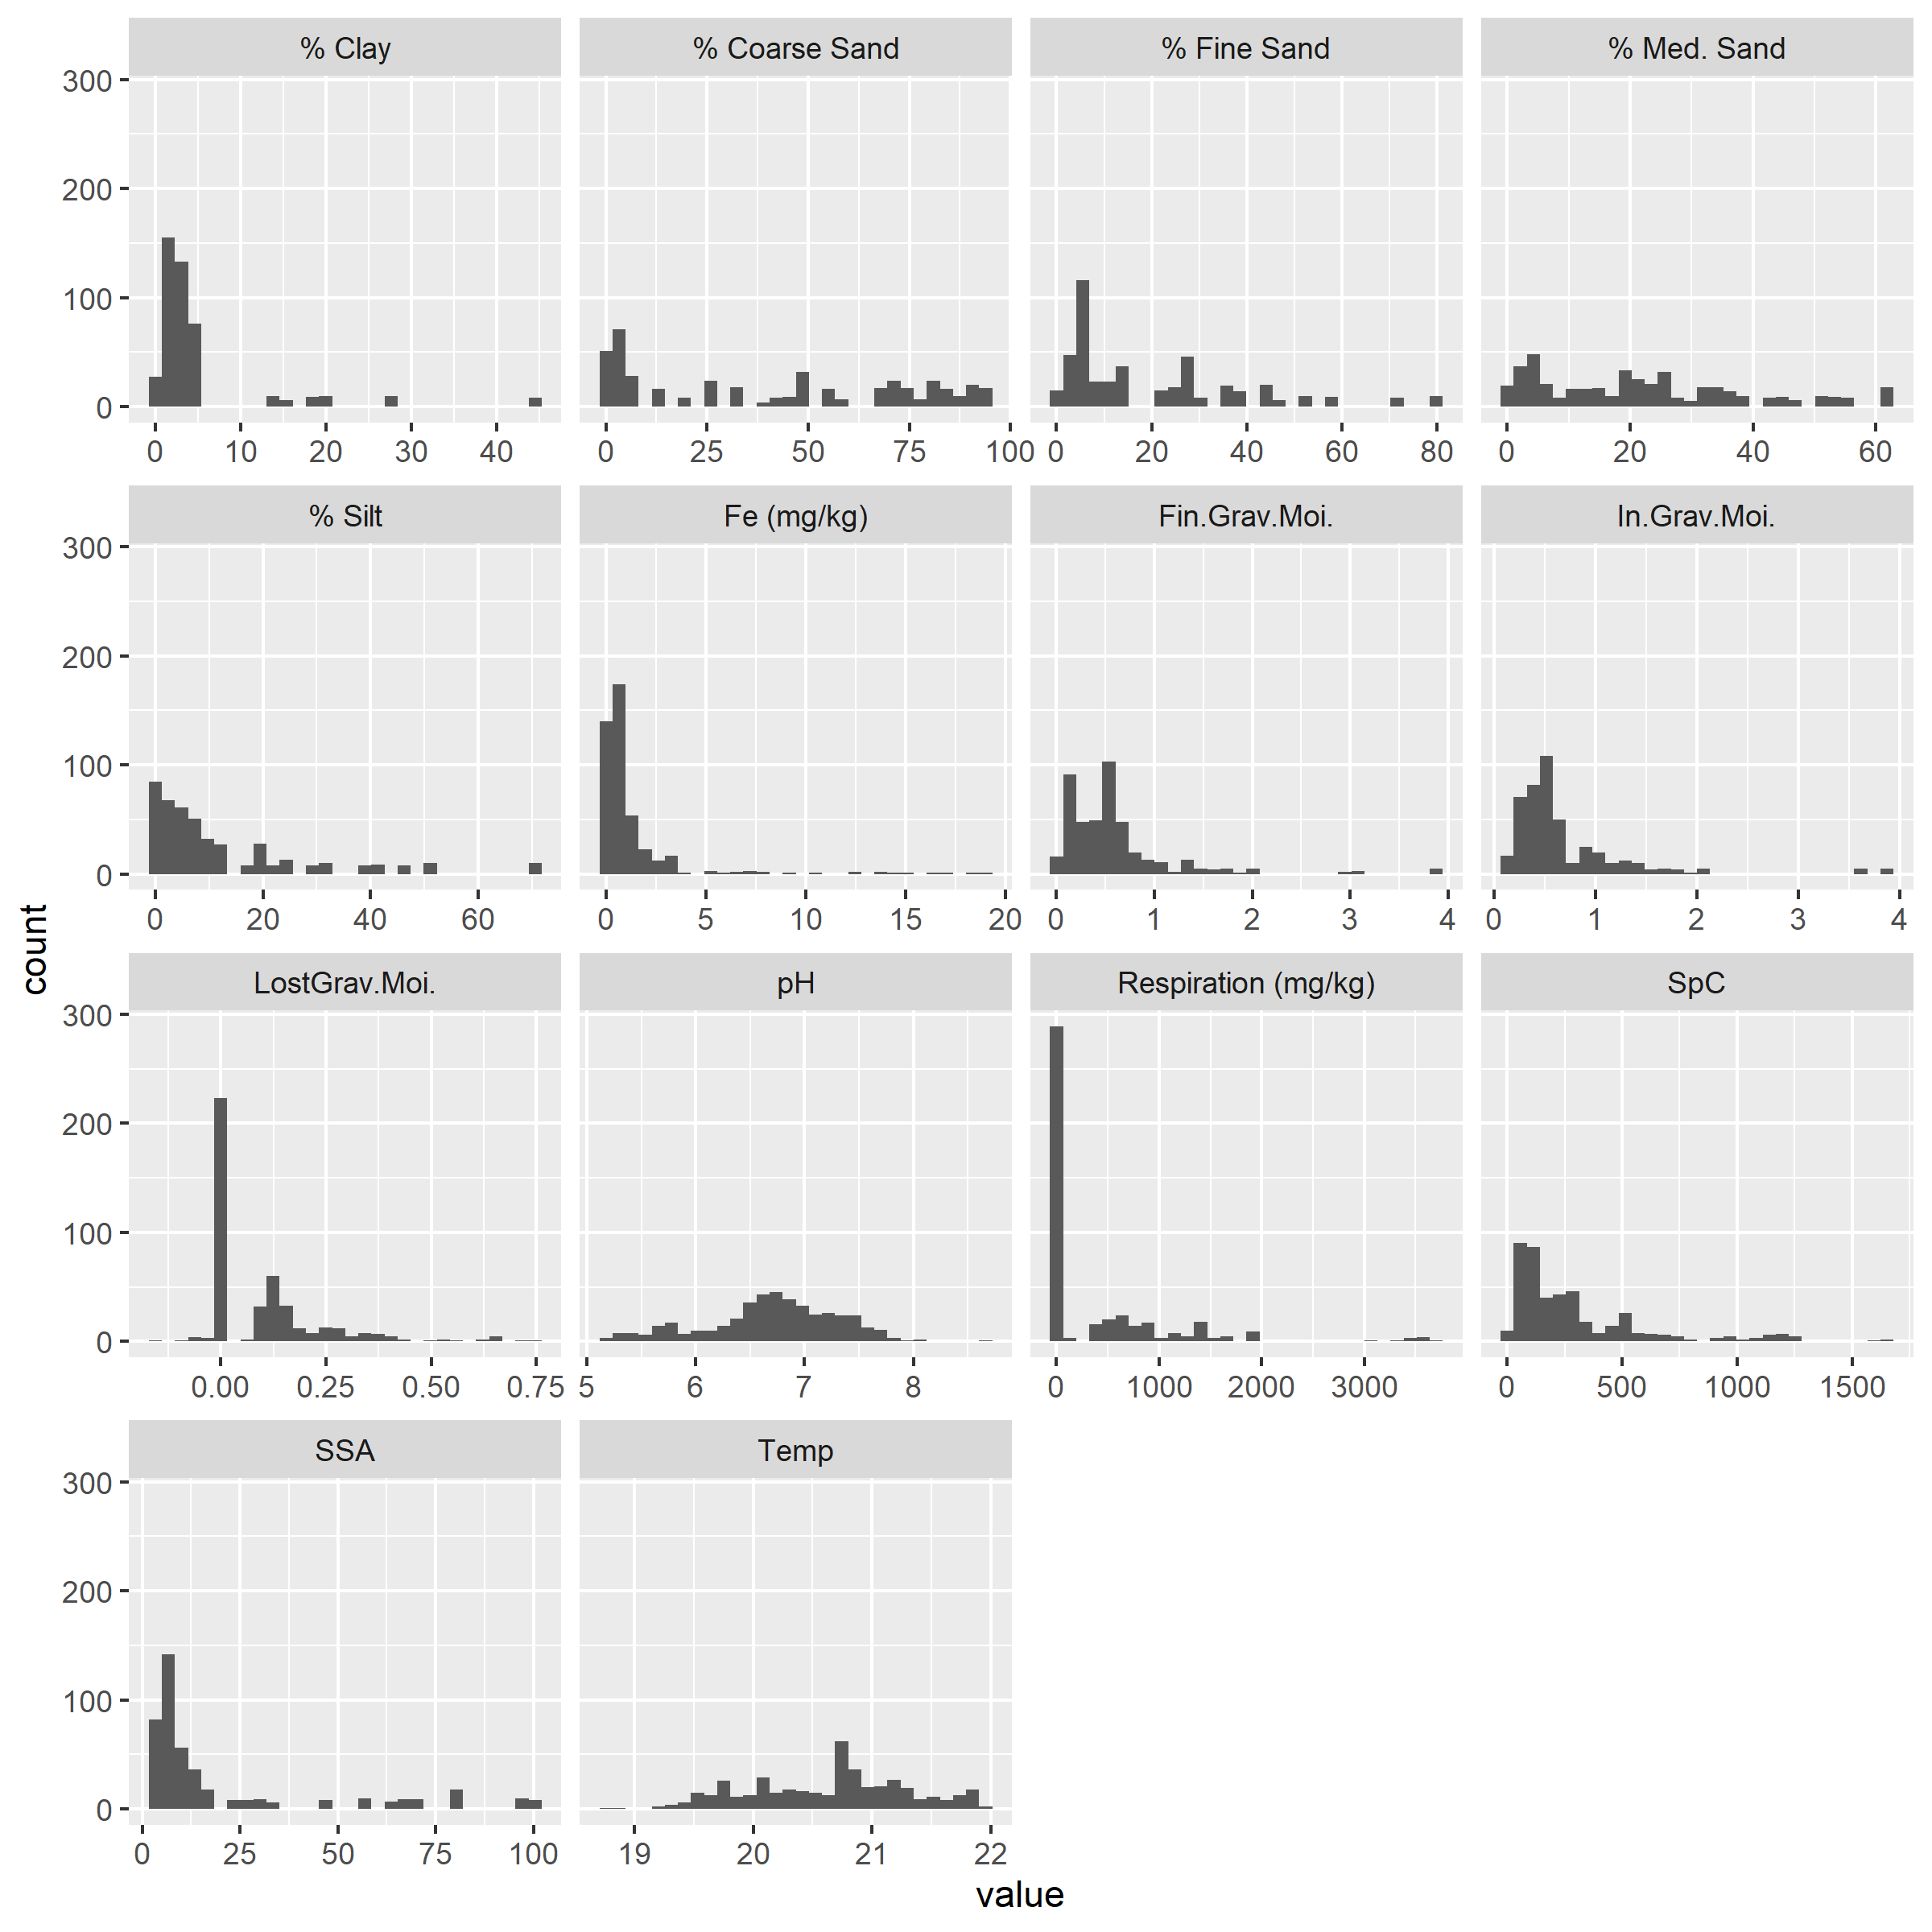 % Clay % Coarse Sand % Fine Sand % Med. Sand
300
200
100
0
0 10 20 30 40 0 25 50 75 100 0 20 40 60 80 0 20 40 60
% Silt Fe (mg/kg) Fin.Grav.Moi. In.Grav.Moi.
300
200
100
0
0 20 40 60 0 5 10 15 20 0 1 2 3 4 0 1 2 3 4
count
LostGrav.Moi. pH Respiration (mg/kg) SpC
300
200
100
0
0.00 0.25 0.50 0.75 5 6 7 8 0 1000 2000 3000 0 500 1000 1500
SSA Temp
300
200
100
0
0 25 50 75 100 19 20 21 22
value